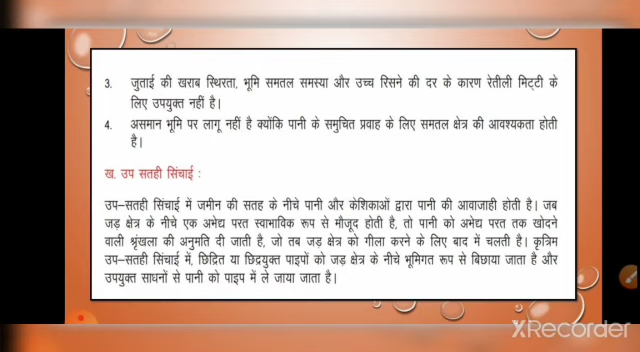 3. जुताई की खराब स्थिरता, भूमि समतल समस्या और उच्च रिसने की दर के कारण रेतीली मिट्टी के
लिए उपयुक्त नहीं है।
4. असमान भूमि पर लागू नहीं है क्योंकि पानी के समुचित प्रवाह के लिए समतल क्षेत्र की आवश्यकता होती
है।
ख. उप सतही सिंचाई :
उप–सतही सिंचाई में जमीन की सतह के नीचे पानी और केशिकाओं द्वारा पानी की आवाजाही होती है। जब
जड़ क्षेत्र के नीचे एक अभेद्य परत स्वाभाविक रूप से मौजूद होती है, तो पानी को अभेद्य परत तक खोदने
वाली श्रृंखला की अनुमति दी जाती है, जो तब जड़ क्षेत्र को गीला करने के लिए बाद में चलती है। कृत्रिम
उप–सतही सिंचाई में, छिद्रित या छिद्रयुक्त पाइपों को जड़ क्षेत्र के नीचे भूमिगत रूप से बिछाया जाता है और
उपयुक्त साधनों से पानी को पाइप में ले जाया जाता है।
XRecorder